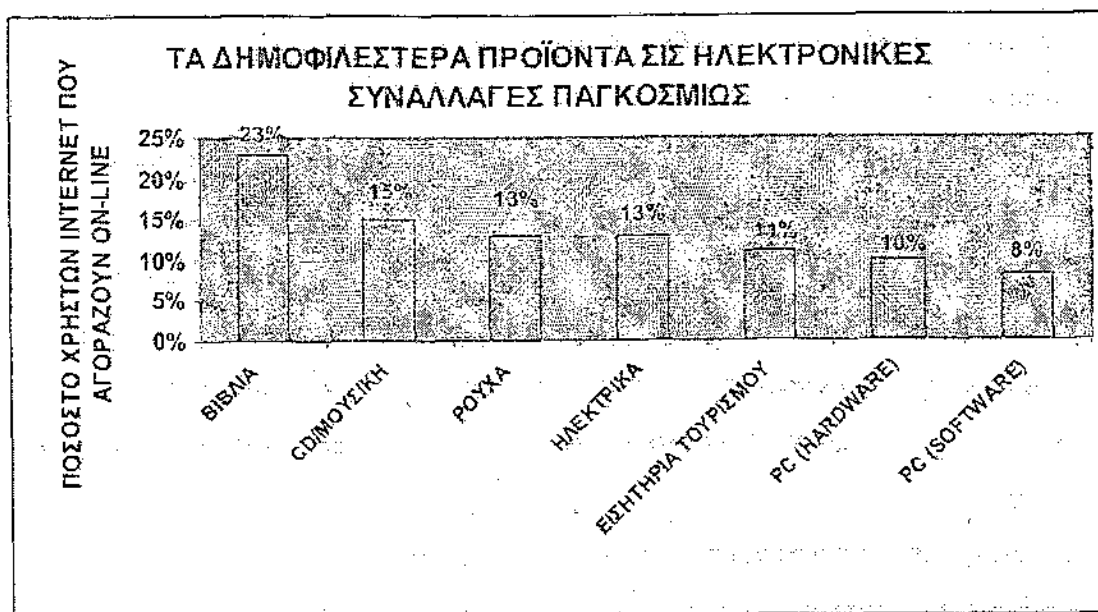 ΤΑ ΔΗΜΟΦΙΛΕΣΤΕΡΑ ΠΡΟΪΟΝΤΑ ΣΙΣ ΗΛΕΚΤΡΟΝΙΚΕΣ
ΣΥΝΑΛΛΑΓΕΣ ΠΑΓΚΟΣΜΙΩΣ
ΠΟΣΟΣΤΟ ΧΡΗΣΤΩΝ INTERNET ΠΟΥ
ΑΓΟΡΑΖΟΥΝ ON-LINE
25%
20%
15%
10%
5%
0%
23%
15%
13%
13%
11%
10%
8%
ΒΙΒΛΙΑ
CD/ΜΟΥΣΙΚΗ
ΡΟΥΧΑ
ΗΛΕΚΤΡΙΚΑ
ΕΙΣΗΤΗΡΙΑ ΤΟΥΡΙΣΜΟΥ
PC (HARDWARE)
PC (SOFTWARE)